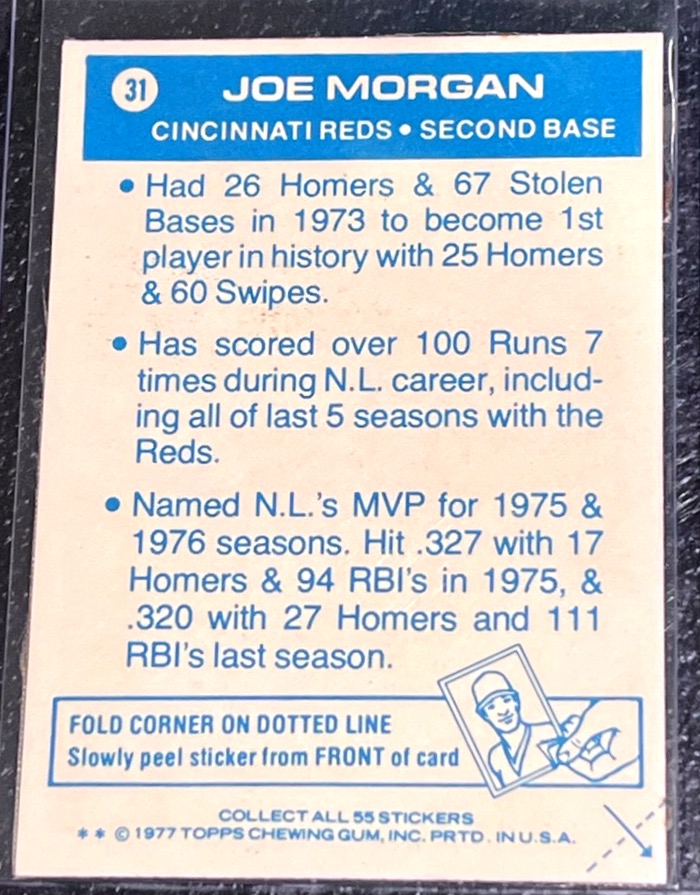 31
JOE MORGAN
CINCINNATI REDS • SECOND BASE
• Had 26 Homers & 67 Stolen
Bases in 1973 to become 1st
player in history with 25 Homers
& 60 Swipes.
• Has scored over 100 Runs 7
times during N.L. career, includ-
ing all of last 5 seasons with the
Reds.
• Named N.L.'s MVP for 1975 &
1976 seasons. Hit .327 with 17
Homers & 94 RBI's in 1975, &
.320 with 27 Homers and 111
RBI's last season.
FOLD CORNER ON DOTTED LINE
Slowly peel sticker from FRONT of card
COLLECT ALL 55 STICKERS
* * © 1977 TOPPS CHEWING GUM, INC. PRTD. IN U.S.A.